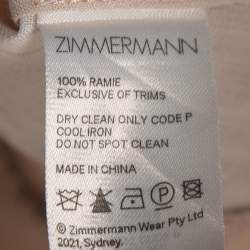 ZIMMERMANN
100% RAMIE
EXCLUSIVE OF TRIMS
DRY CLEAN ONLY CODE P
COOL IRON
DO NOT SPOT CLEAN
MADE IN CHINA
© Zimmermann Wear Pty Ltd
2021, Sydney.